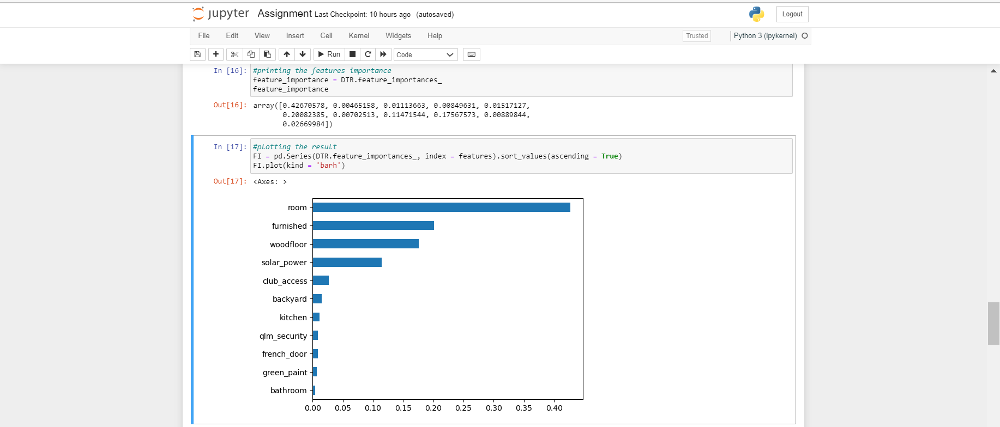 jupyter Assignment Last Checkpoint: 10 hours ago (autosaved)
Logout
File Edit View Insert Cell Kernel Widgets Help
Trusted
Python 3 (ipykernel)
Run
Code
In [16]: #printing the features importance
feature_importance = DTR.feature_importances_
feature_importance
Out[16]: array([0.42670578, 0.00465158, 0.01113663, 0.00849631, 0.01517127,
0.20082385, 0.00702513, 0.11471544, 0.17567573, 0.00889844,
0.02669984])
In [17]: #plotting the result
FI = pd.Series(DTR.feature_importances_, index = features).sort_values(ascending = True)
FI.plot(kind = 'barh')
Out[17]: <Axes: >
room
furnished
woodfloor
solar_power
club_access
backyard
kitchen
qlm_security
french_door
green_paint
bathroom
0.00 0.05 0.10 0.15 0.20 0.25 0.30 0.35 0.40